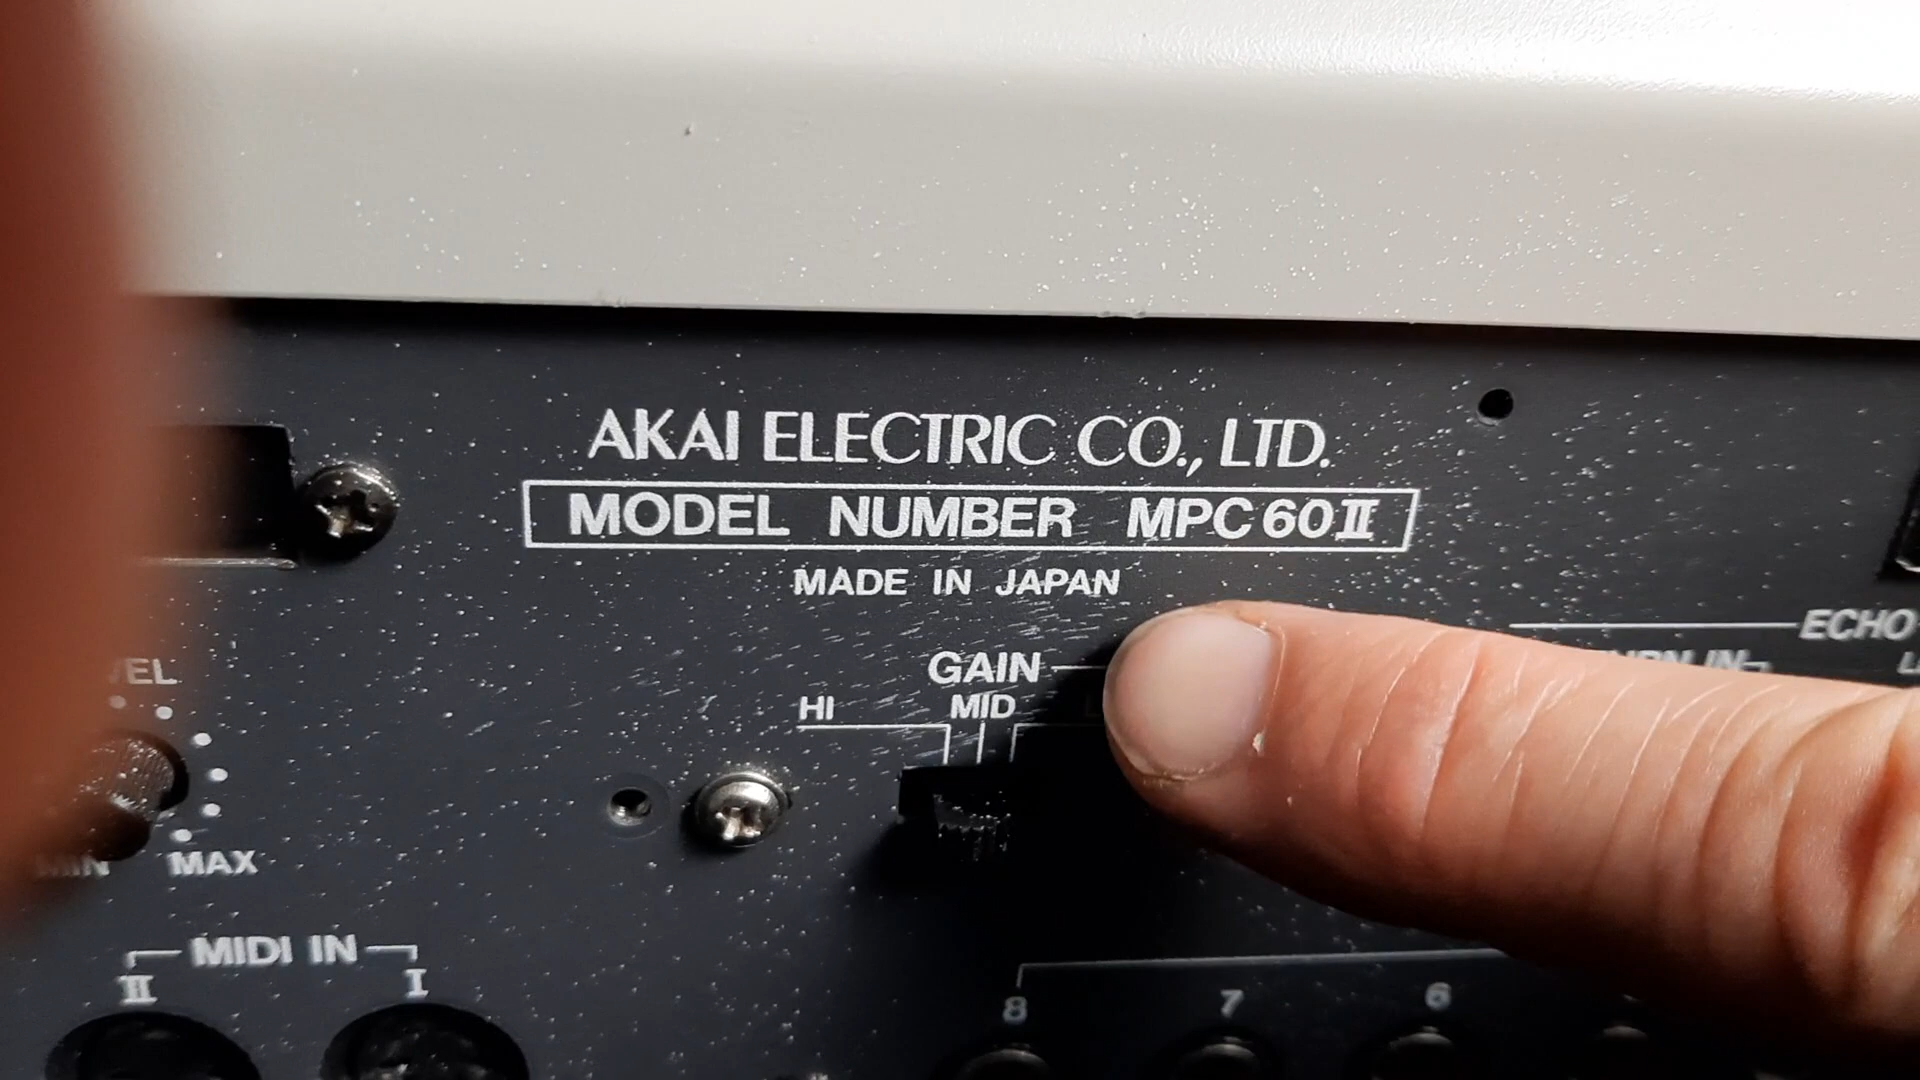 AKAI ELECTRIC CO., LTD.
MODEL NUMBER MPC60II
MADE IN JAPAN
ECHO
GAIN
HI MID
MAX
MIDI IN
II I
8 7 6